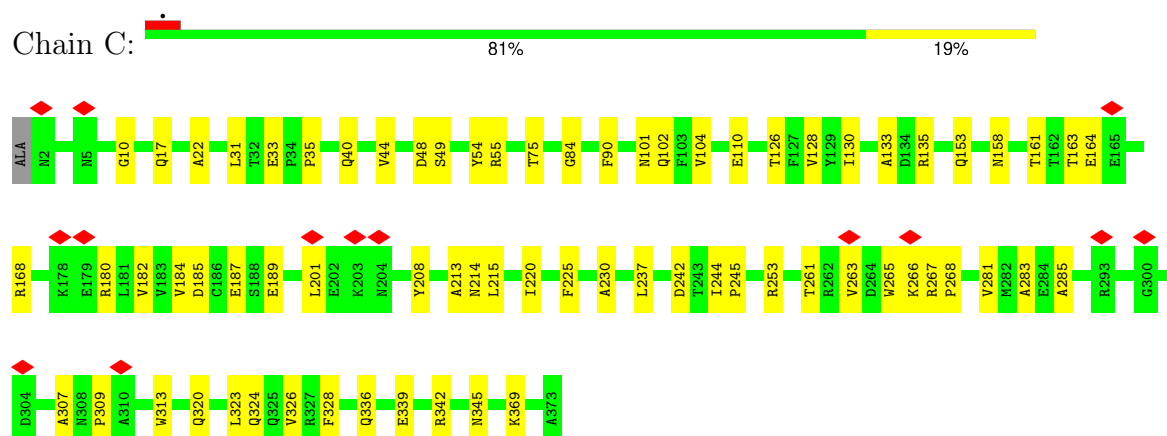 Chain C:
81%
19%
ALA N2 N5 G10 Q17 A22 L31 T32 E33 P34 P35 Q40 V44 D48 S49 Y54 R55 T75 G84 F90 N101 Q102 F103 V104 E110 T126 F127 V128 Y129 I130 A133 D134 R135 Q153 N158 T161 T162 T163 E164 E165
R168 K178 E179 R180 L181 V182 V183 V184 D185 C186 E187 S188 E189 L201 E202 K203 N204 Y208 A213 N214 L215 I220 F225 A230 L237 D242 T243 I244 P245 R253 T261 R262 V263 D264 W265 K266 R267 P268 V281 M282 A283 E284 A285 R293 G300
D304 A307 N308 P309 A310 W313 Q320 L323 Q324 Q325 V326 R327 F328 Q336 E339 R342 N345 K369 A373